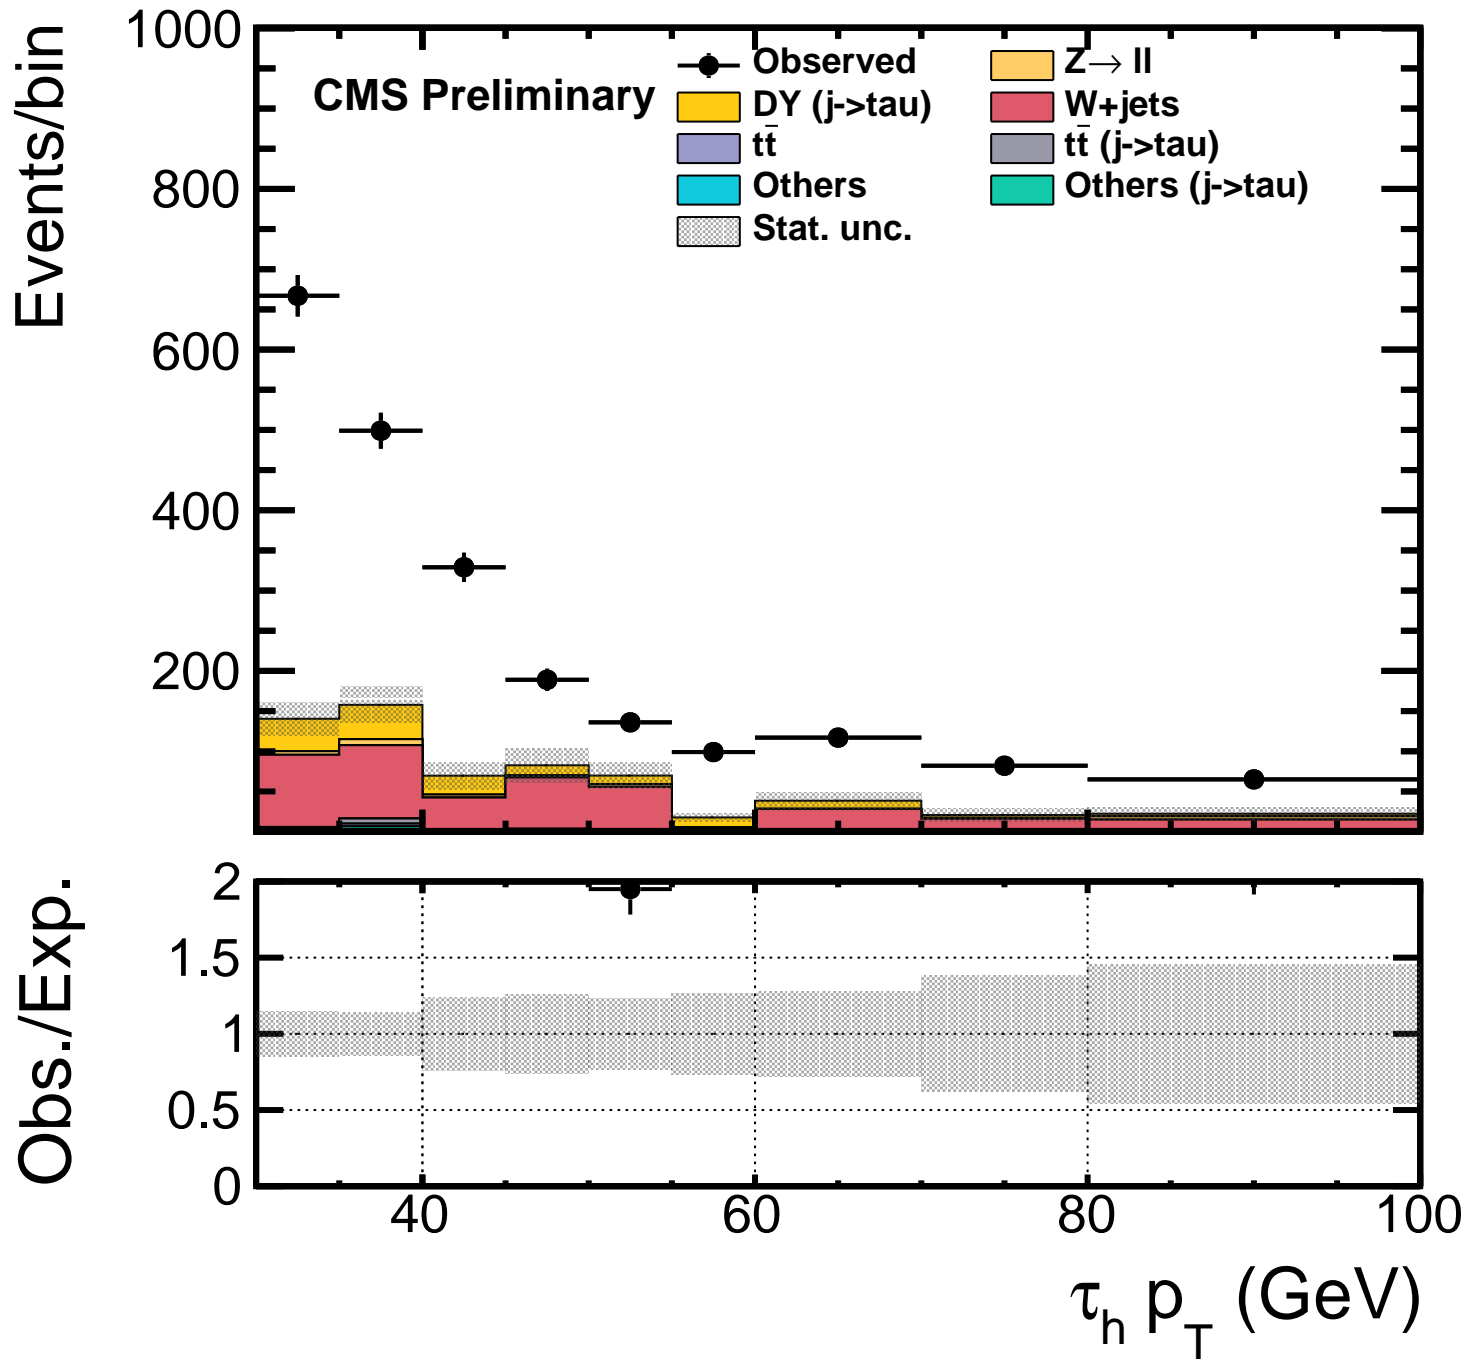 Events/bin
1000
800
600
400
200
CMS Preliminary
Observed
Z→ ll
DY (j->tau)
W+jets
tt̄
tt̄ (j->tau)
Others
Others (j->tau)
Stat. unc.
Obs./Exp.
2
1.5
1
0.5
0
40 60 80 100
τh pT (GeV)